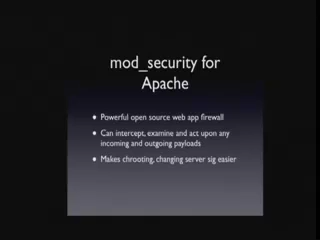 mod_security for
Apache
• Powerful open source web app firewall
• Can intercept, examine and act upon any
incoming and outgoing payloads
• Makes chrooting, changing server sig easier